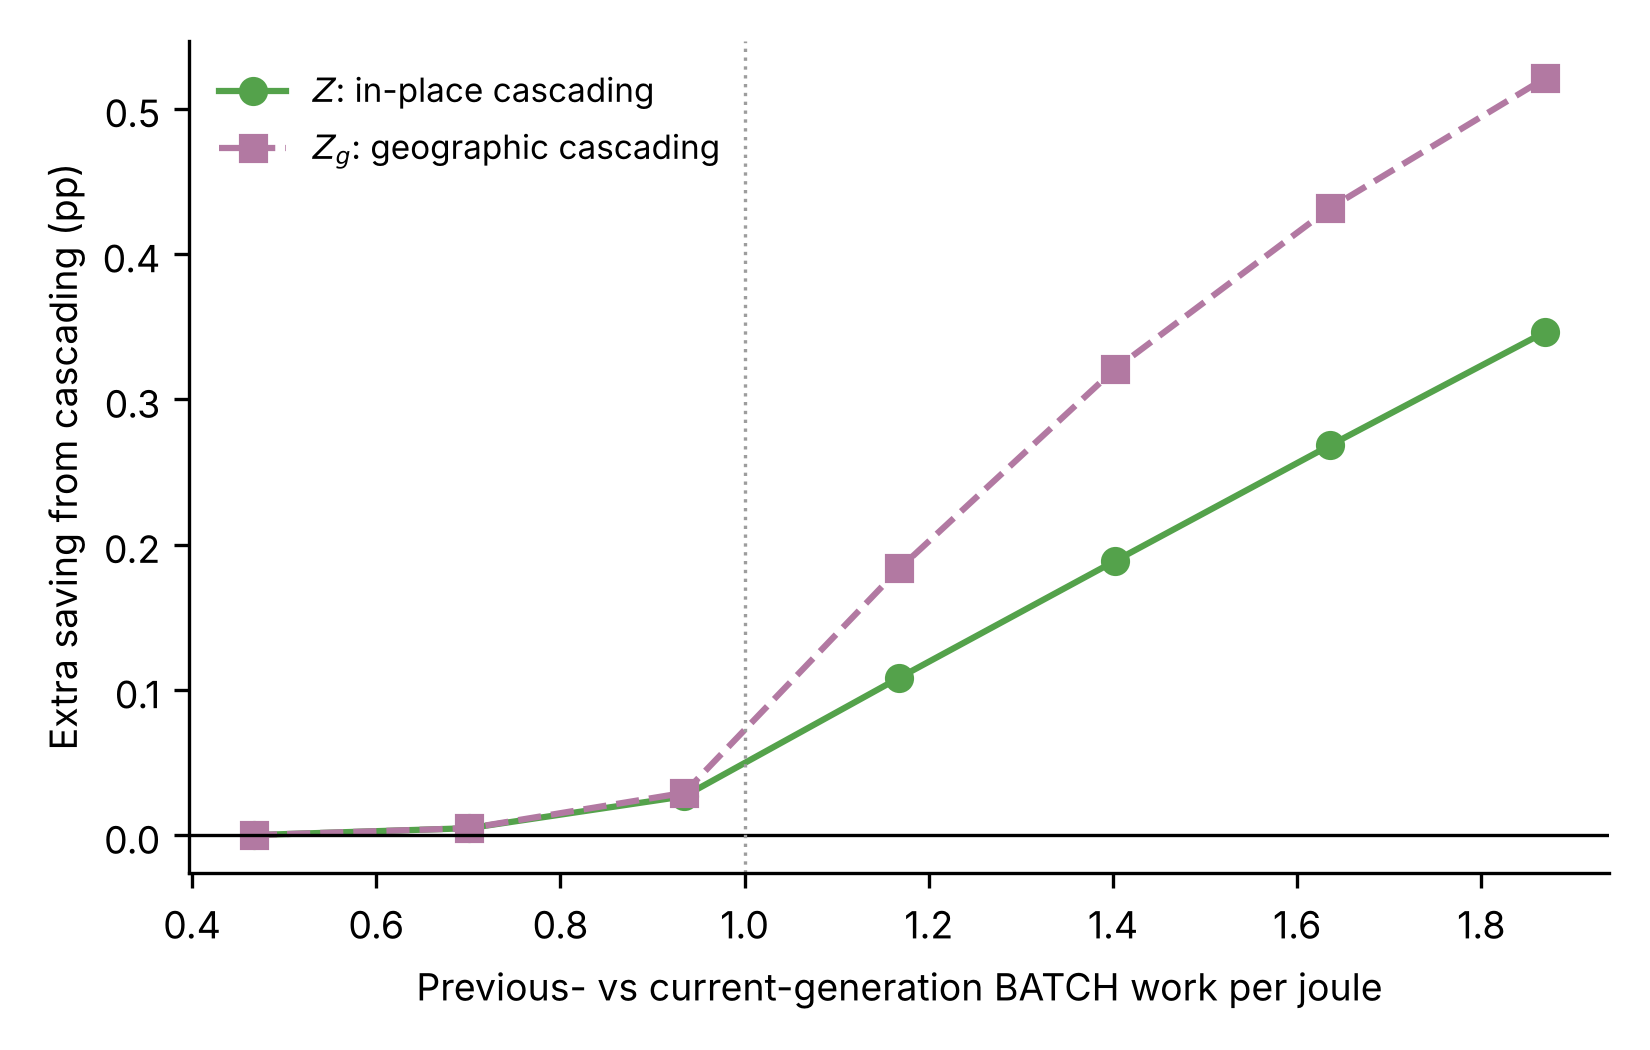 Z: in-place cascading
Zg: geographic cascading
Extra saving from cascading (pp)
0.5
0.4
0.3
0.2
0.1
0.0
0.4 0.6 0.8 1.0 1.2 1.4 1.6 1.8
Previous- vs current-generation BATCH work per joule